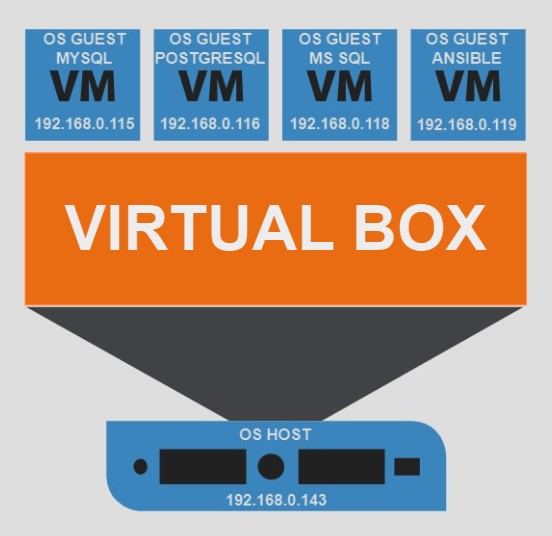 OS GUEST
MYSQL
VM
192.168.0.115
OS GUEST
POSTGRESQL
VM
192.168.0.116
OS GUEST
MS SQL
VM
192.168.0.118
OS GUEST
ANSIBLE
VM
192.168.0.119
VIRTUAL BOX
OS HOST
192.168.0.143